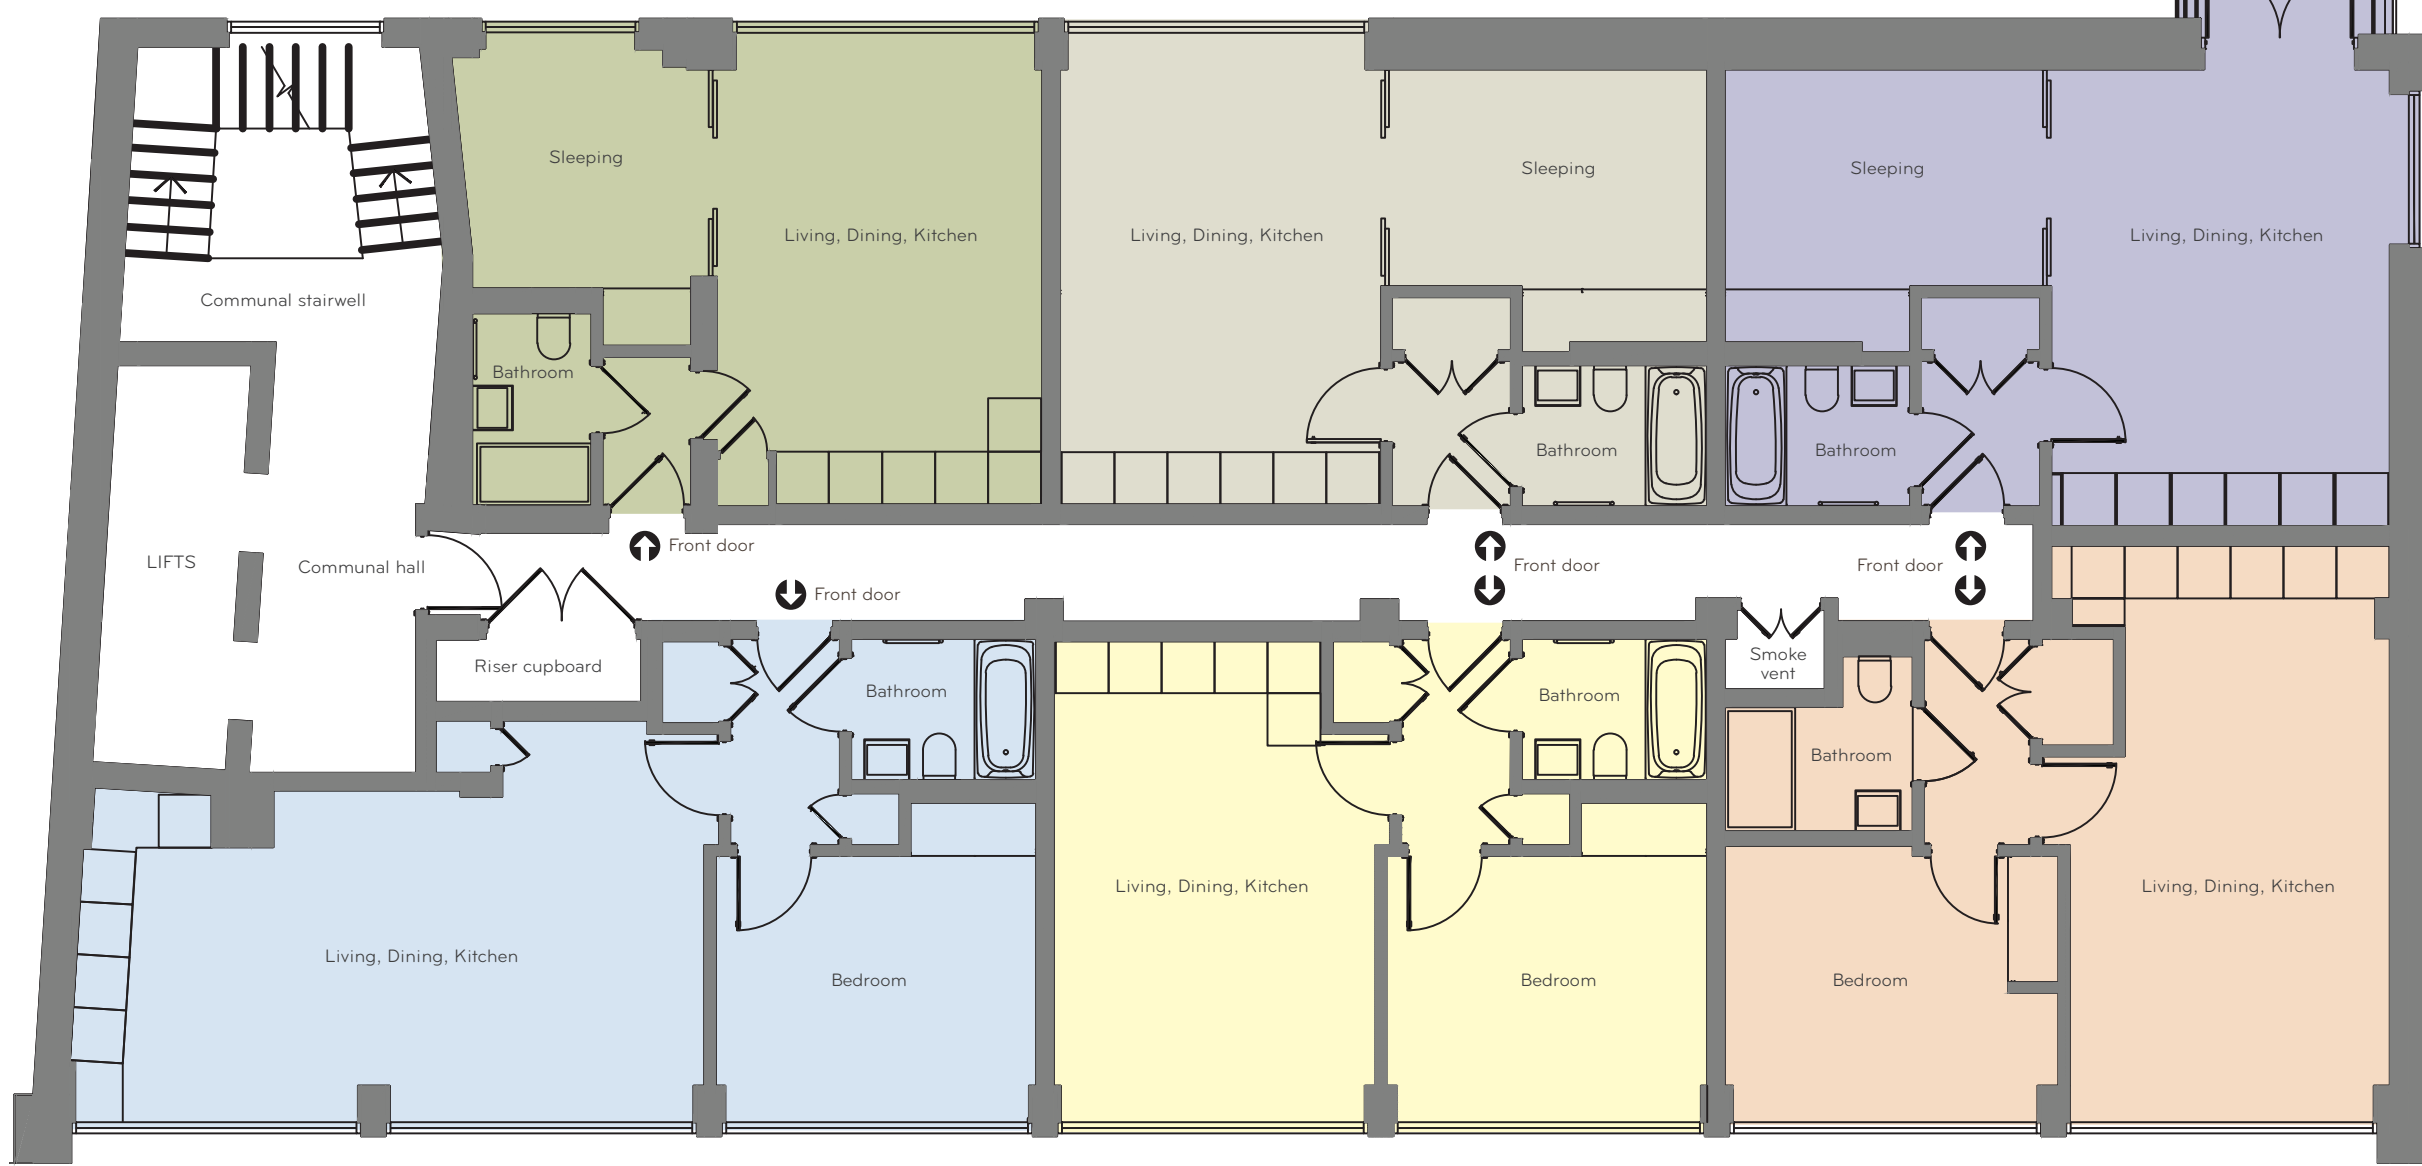 Sleeping
Living, Dining, Kitchen
Living, Dining, Kitchen
Sleeping
Sleeping
Living, Dining, Kitchen
Communal stairwell
Bathroom
Bathroom
Bathroom
LIFTS
Communal hall
Front door
Front door
Front door
Front door
Riser cupboard
Bathroom
Bathroom
Smoke
vent
Bathroom
Living, Dining, Kitchen
Bedroom
Living, Dining, Kitchen
Bedroom
Bedroom
Living, Dining, Kitchen